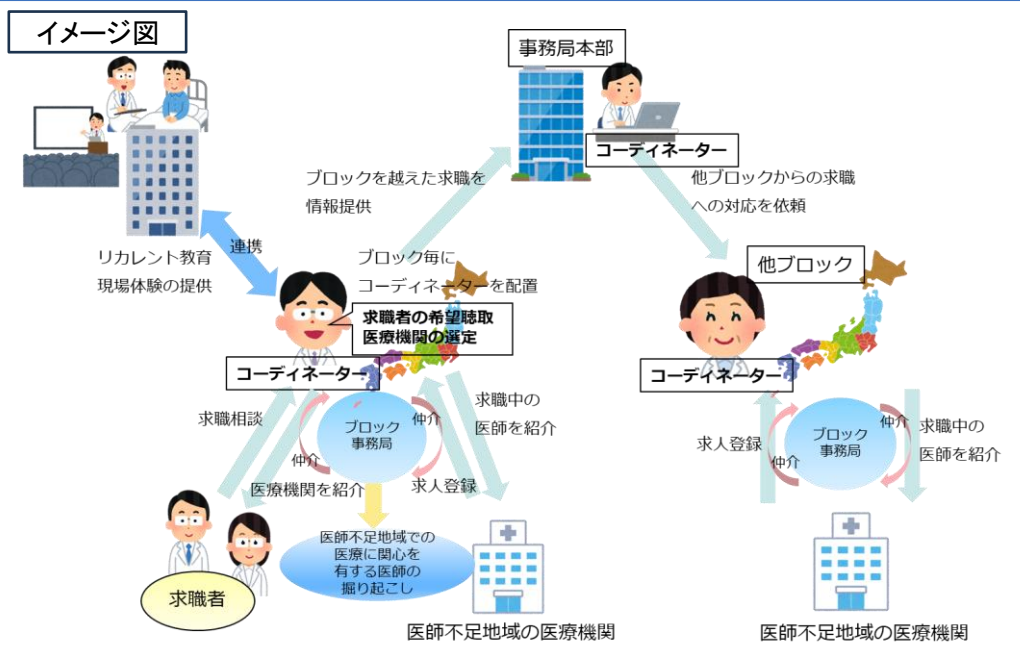 イメージ図
事務局本部
コーディネーター
ブロックを越えた求職を
情報提供
他ブロックからの求職
への対応を依頼
リカレント教育
現場体験の提供
連携
ブロック毎に
コーディネーターを配置
求職者の希望聴取
医療機関の選定
コーディネーター
他ブロック
コーディネーター
求職相談
仲介
ブロック
事務局
仲介
求職中の
医師を紹介
医療機関を紹介
求人登録
求人登録
仲介
ブロック
事務局
仲介
求職中の
医師を紹介
医師不足地域での
医療に関心を
有する医師の
掘り起こし
求職者
医師不足地域の医療機関
医師不足地域の医療機関